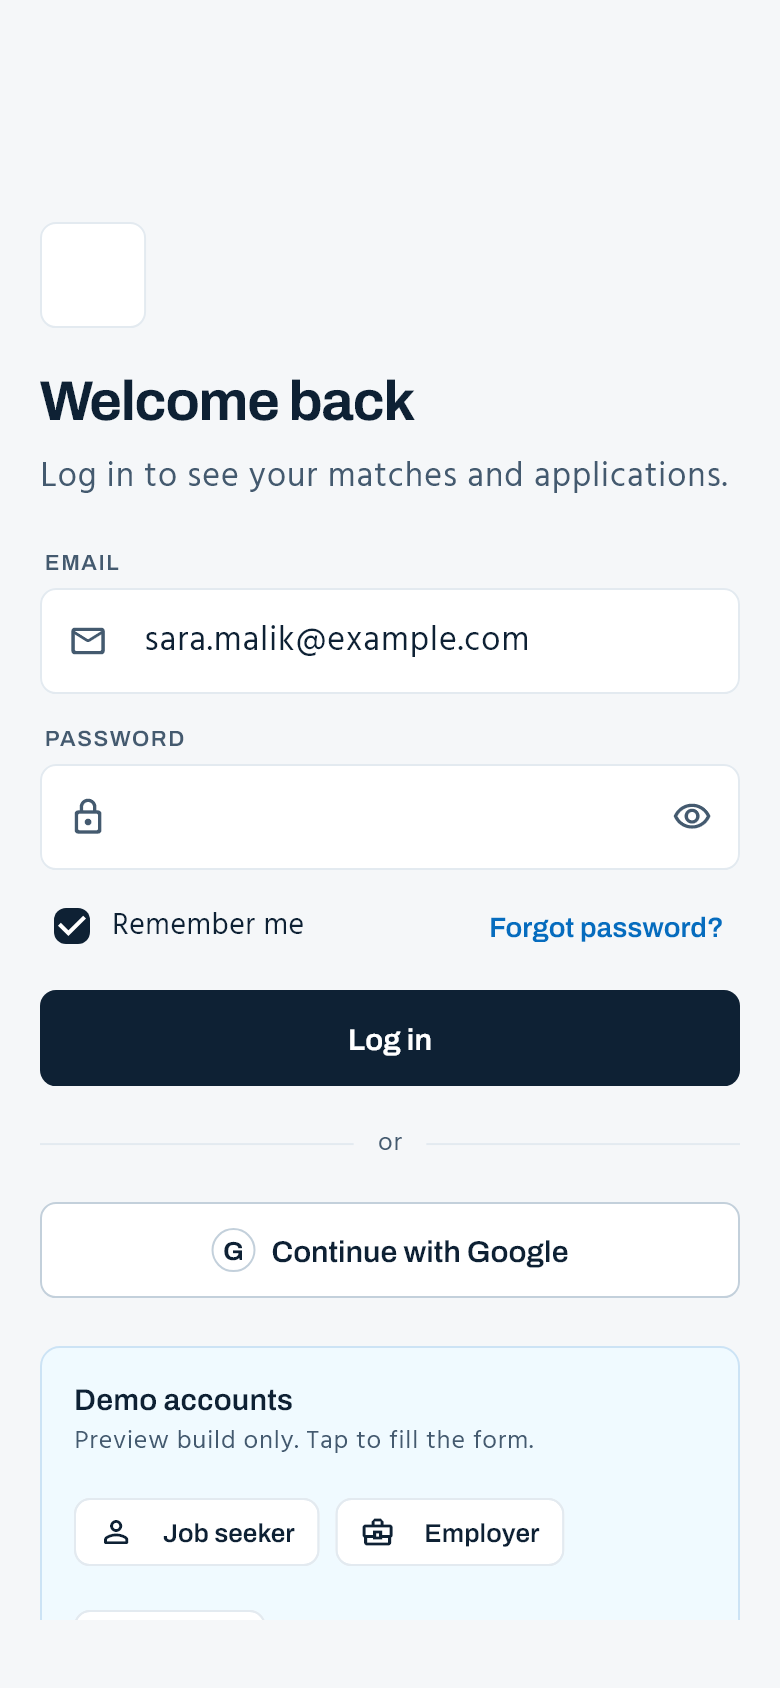 Welcome back
Log in to see your matches and applications.
EMAIL
sara.malik@example.com
PASSWORD
Remember me
Forgot password?
Log in
or
G Continue with Google
Demo accounts
Preview build only. Tap to fill the form.
Job seeker
Employer